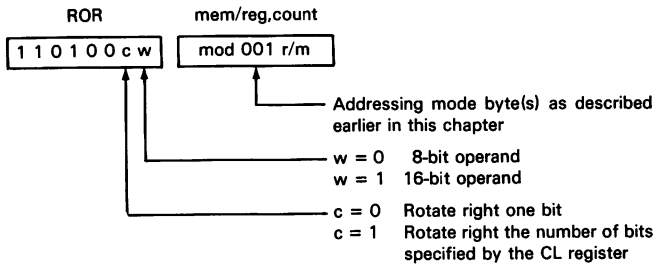 ROR mem/reg,count
1 1 0 1 0 0 c w mod 001 r/m
Addressing mode byte(s) as described
earlier in this chapter
w = 0 8-bit operand
w = 1 16-bit operand
c = 0 Rotate right one bit
c = 1 Rotate right the number of bits
specified by the CL register